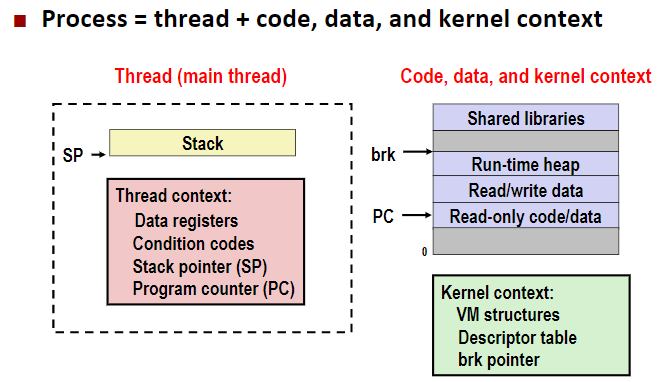 Process = thread + code, data, and kernel context
Thread (main thread)
Stack
SP
Thread context:
Data registers
Condition codes
Stack pointer (SP)
Program counter (PC)
Code, data, and kernel context
Shared libraries
brk
Run-time heap
Read/write data
PC
Read-only code/data
0
Kernel context:
VM structures
Descriptor table
brk pointer